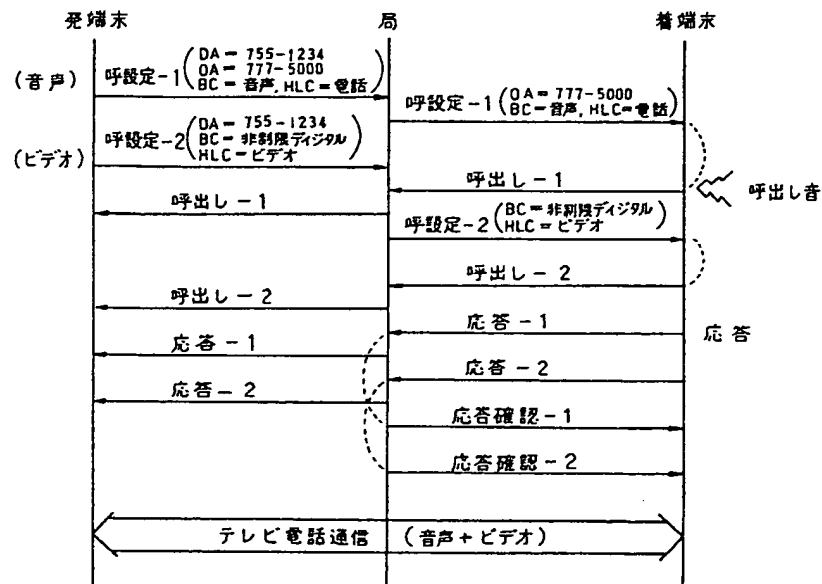 発端末 局 着端末
(音声) 呼設定-1 (DA = 755-1234
OA = 777-5000
BC = 音声, HLC = 電話)
呼設定-1 (OA = 777-5000
BC = 音声, HLC = 電話)
(ビデオ) 呼設定-2 (DA = 755-1234
BC = 非制限ディジタル
HLC = ビデオ)
呼出し-1 呼出し音
呼出し-1
呼設定-2 (BC = 非制限ディジタル
HLC = ビデオ)
呼出し-2
呼出し-2
応答-1 応答
応答-1
応答-2
応答-2
応答確認-1
応答確認-2
テレビ電話通信 (音声+ビデオ)